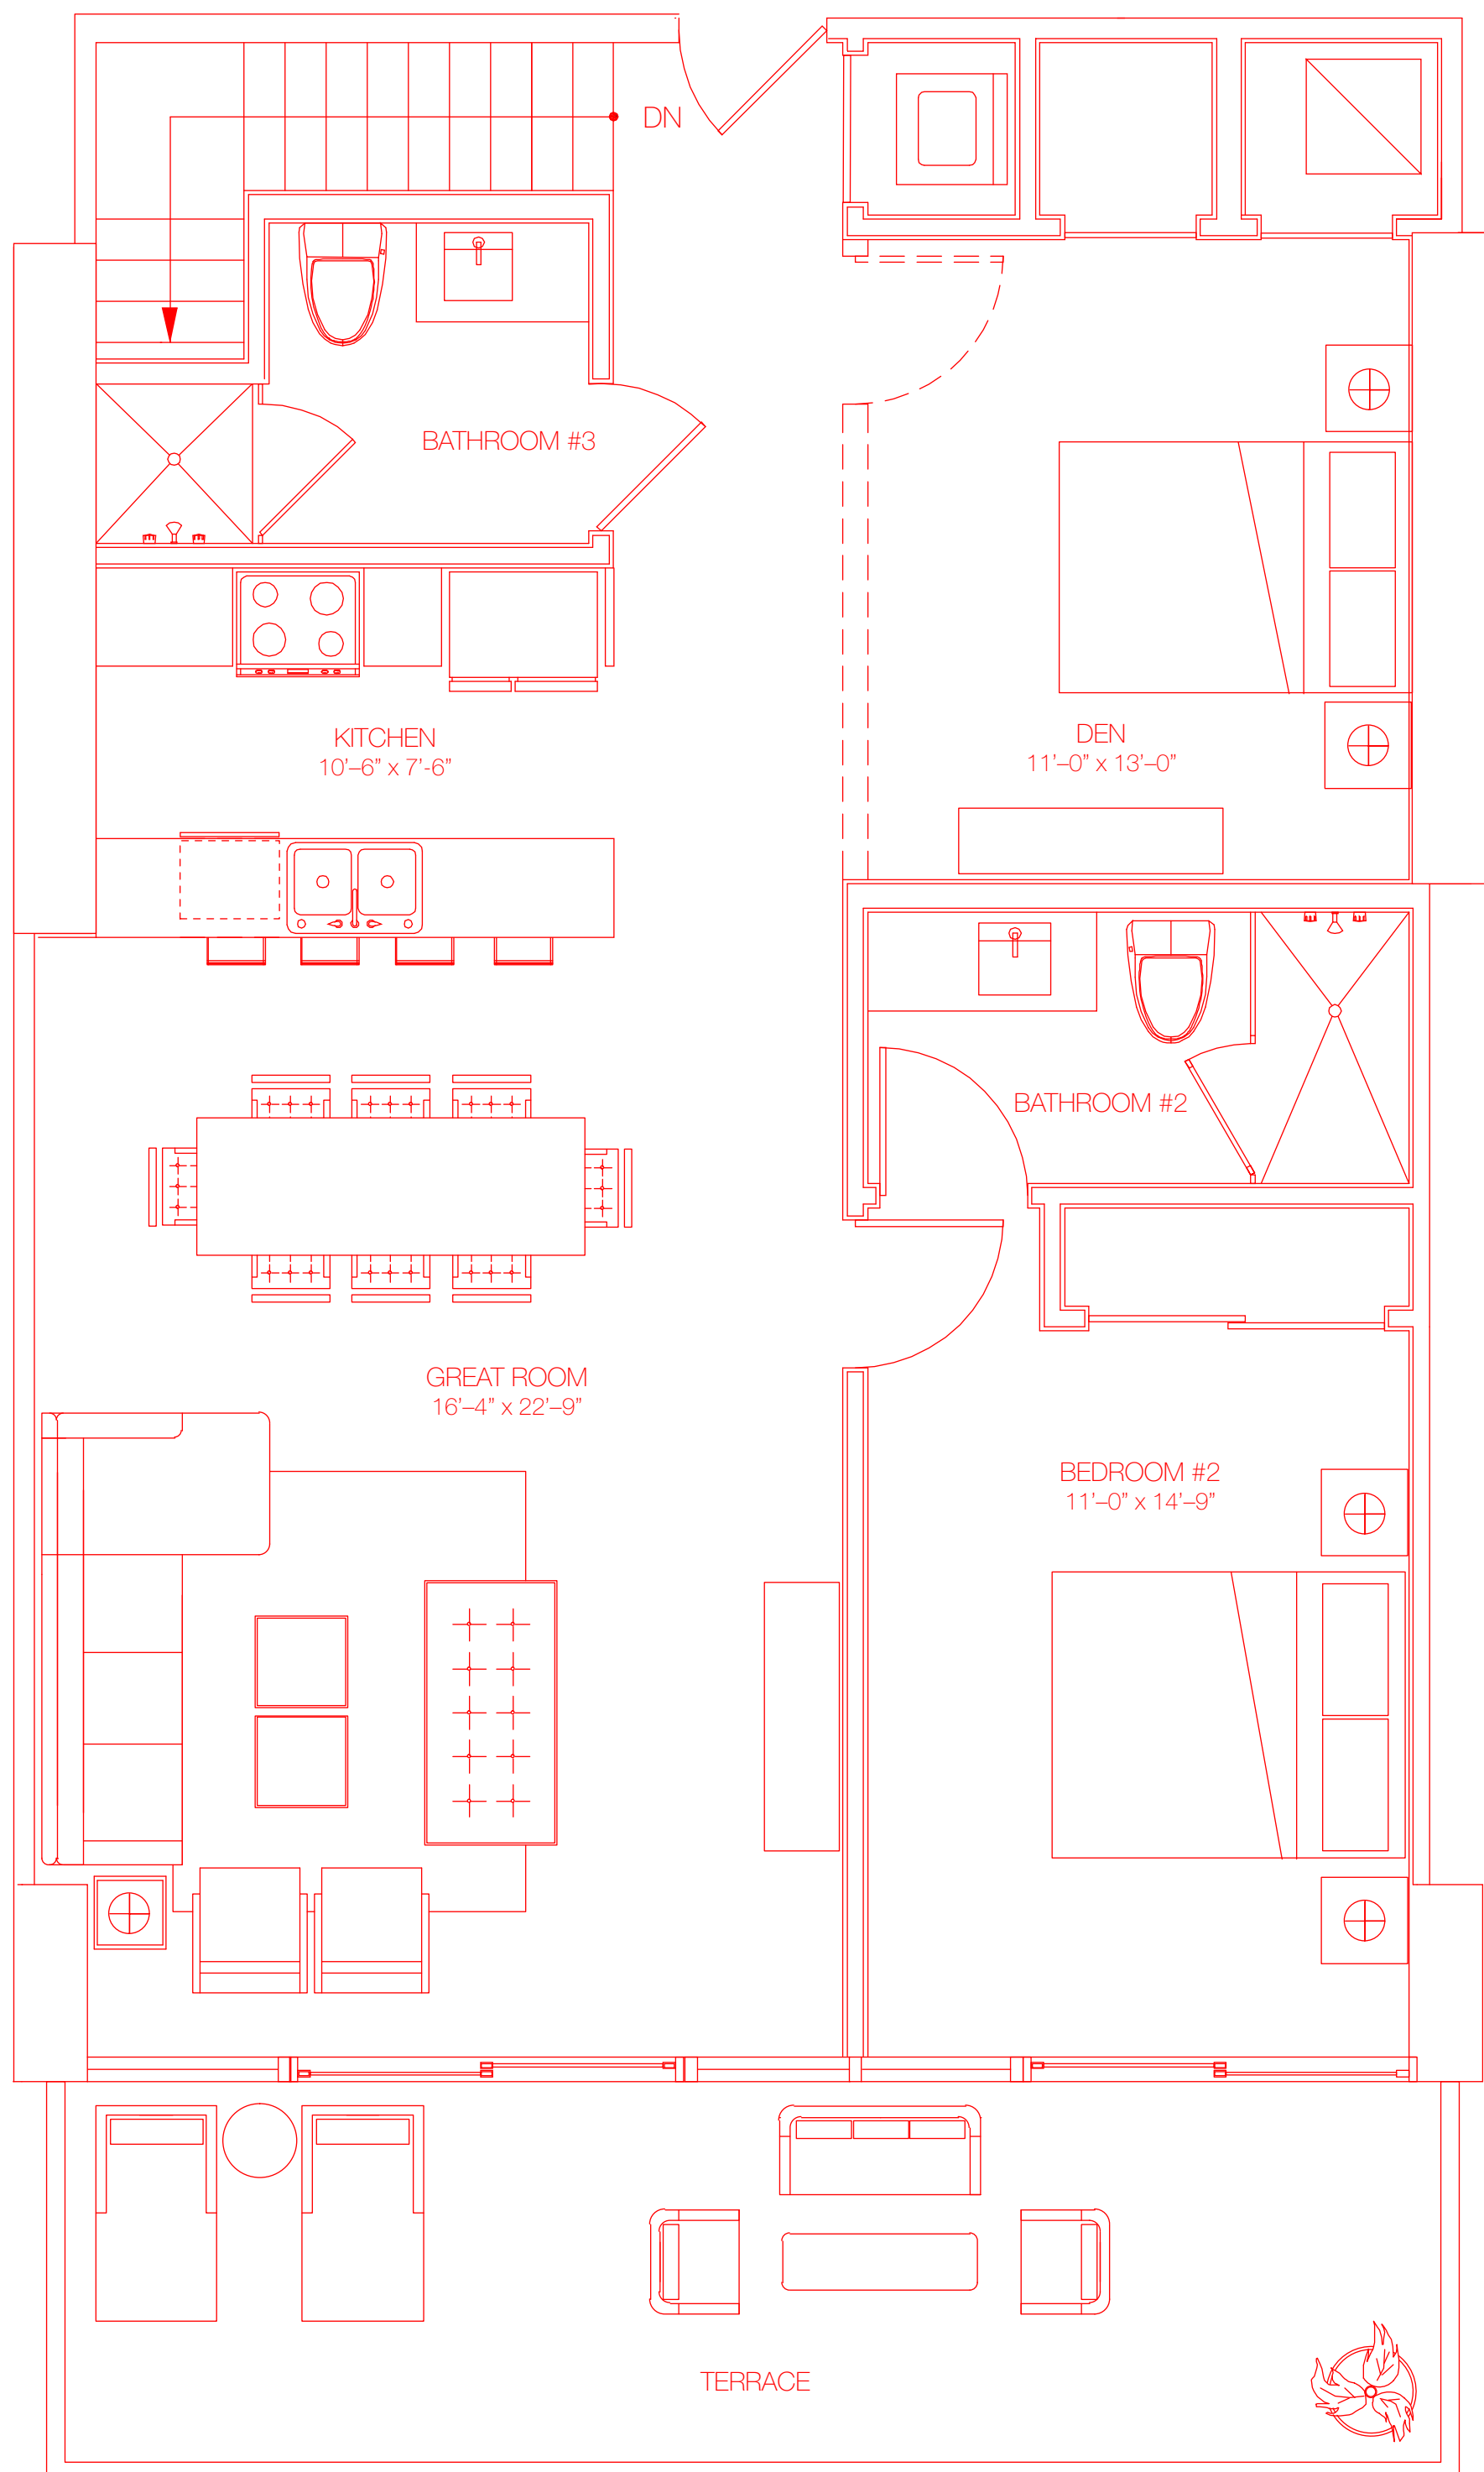 DN
BATHROOM #3
KITCHEN
10'–6" x 7'-6"
DEN
11'–0" x 13'–0"
BATHROOM #2
GREAT ROOM
16'–4" x 22'–9"
BEDROOM #2
11'–0" x 14'–9"
TERRACE